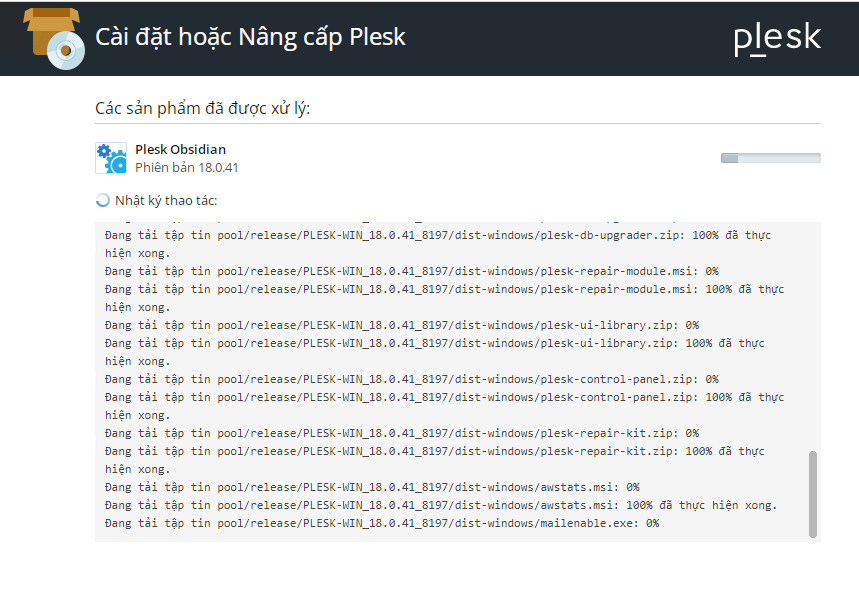 Cài đặt hoặc Nâng cấp Plesk
plesk
Các sản phẩm đã được xử lý:
Plesk Obsidian
Phiên bản 18.0.41
Nhật ký thao tác:
Đang tải tập tin pool/release/PLESK-WIN_18.0.41_8197/dist-windows/plesk-db-upgrader.zip: 100% đã thực
hiện xong.
Đang tải tập tin pool/release/PLESK-WIN_18.0.41_8197/dist-windows/plesk-repair-module.msi: 0%
Đang tải tập tin pool/release/PLESK-WIN_18.0.41_8197/dist-windows/plesk-repair-module.msi: 100% đã thực
hiện xong.
Đang tải tập tin pool/release/PLESK-WIN_18.0.41_8197/dist-windows/plesk-ui-library.zip: 0%
Đang tải tập tin pool/release/PLESK-WIN_18.0.41_8197/dist-windows/plesk-ui-library.zip: 100% đã thực
hiện xong.
Đang tải tập tin pool/release/PLESK-WIN_18.0.41_8197/dist-windows/plesk-control-panel.zip: 0%
Đang tải tập tin pool/release/PLESK-WIN_18.0.41_8197/dist-windows/plesk-control-panel.zip: 100% đã thực
hiện xong.
Đang tải tập tin pool/release/PLESK-WIN_18.0.41_8197/dist-windows/plesk-repair-kit.zip: 0%
Đang tải tập tin pool/release/PLESK-WIN_18.0.41_8197/dist-windows/plesk-repair-kit.zip: 100% đã thực
hiện xong.
Đang tải tập tin pool/release/PLESK-WIN_18.0.41_8197/dist-windows/awstats.msi: 0%
Đang tải tập tin pool/release/PLESK-WIN_18.0.41_8197/dist-windows/awstats.msi: 100% đã thực hiện xong.
Đang tải tập tin pool/release/PLESK-WIN_18.0.41_8197/dist-windows/mailenable.exe: 0%